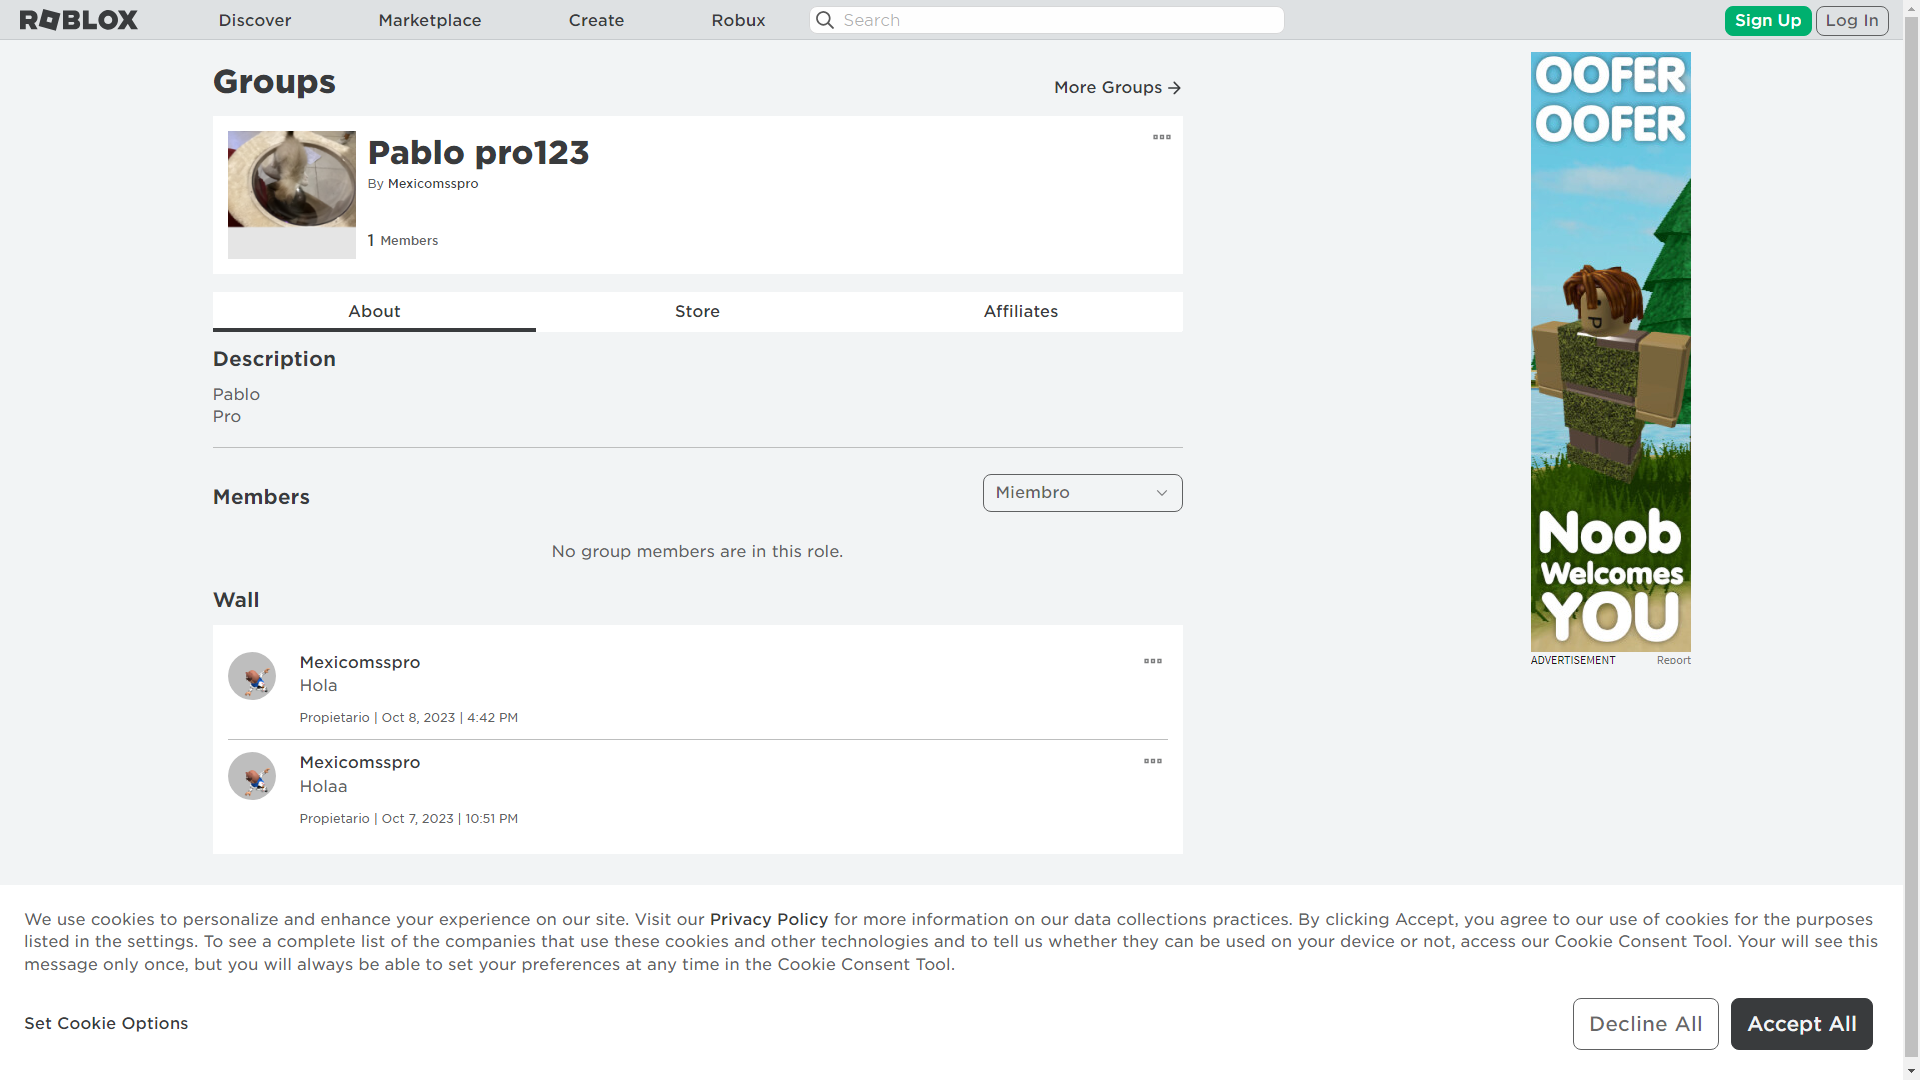 ROBLOX
Discover
Marketplace
Create
Robux
Search
Sign Up
Log In
Groups
More Groups
Pablo pro123
By Mexicomsspro
1 Members
About
Store
Affiliates
Description
Pablo
Pro
Members
Miembro
No group members are in this role.
Wall
Mexicomsspro
Hola
Propietario | Oct 8, 2023 | 4:42 PM
Mexicomsspro
Holaa
Propietario | Oct 7, 2023 | 10:51 PM
OOFER
OOFER
Noob
Welcomes
YOU
ADVERTISEMENT
Report
We use cookies to personalize and enhance your experience on our site. Visit our Privacy Policy for more information on our data collections practices. By clicking Accept, you agree to our use of cookies for the purposes
listed in the settings. To see a complete list of the companies that use these cookies and other technologies and to tell us whether they can be used on your device or not, access our Cookie Consent Tool. Your will see this
message only once, but you will always be able to set your preferences at any time in the Cookie Consent Tool.
Set Cookie Options
Decline All
Accept All